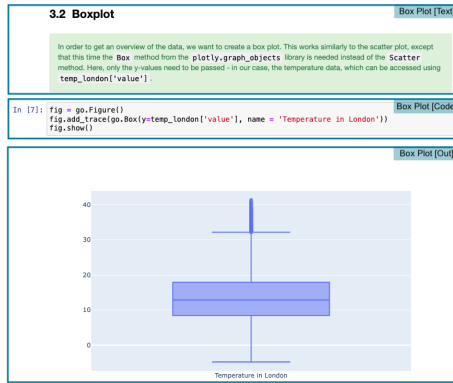 3.2 Boxplot
Box Plot [Text]
In order to get an overview of the data, we want to create a box plot. This works similarly to the scatter plot, except
that this time the Box method from the plotly.graph_objects library is needed instead of the Scatter
method. Here, only the y-values need to be passed - in our case, the temperature data, which can be accessed using
temp_london['value'] .
Box Plot [Code
In [7]: fig = go.Figure()
fig.add_trace(go.Box(y=temp_london['value'], name = 'Temperature in London'))
fig.show()
Box Plot [Out]
40
30
20
10
0
Temperature in London